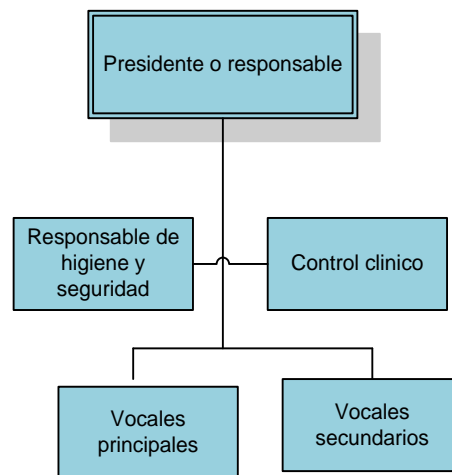 Presidente o responsable
Responsable de
higiene y
seguridad
Control clinico
Vocales
principales
Vocales
secundarios